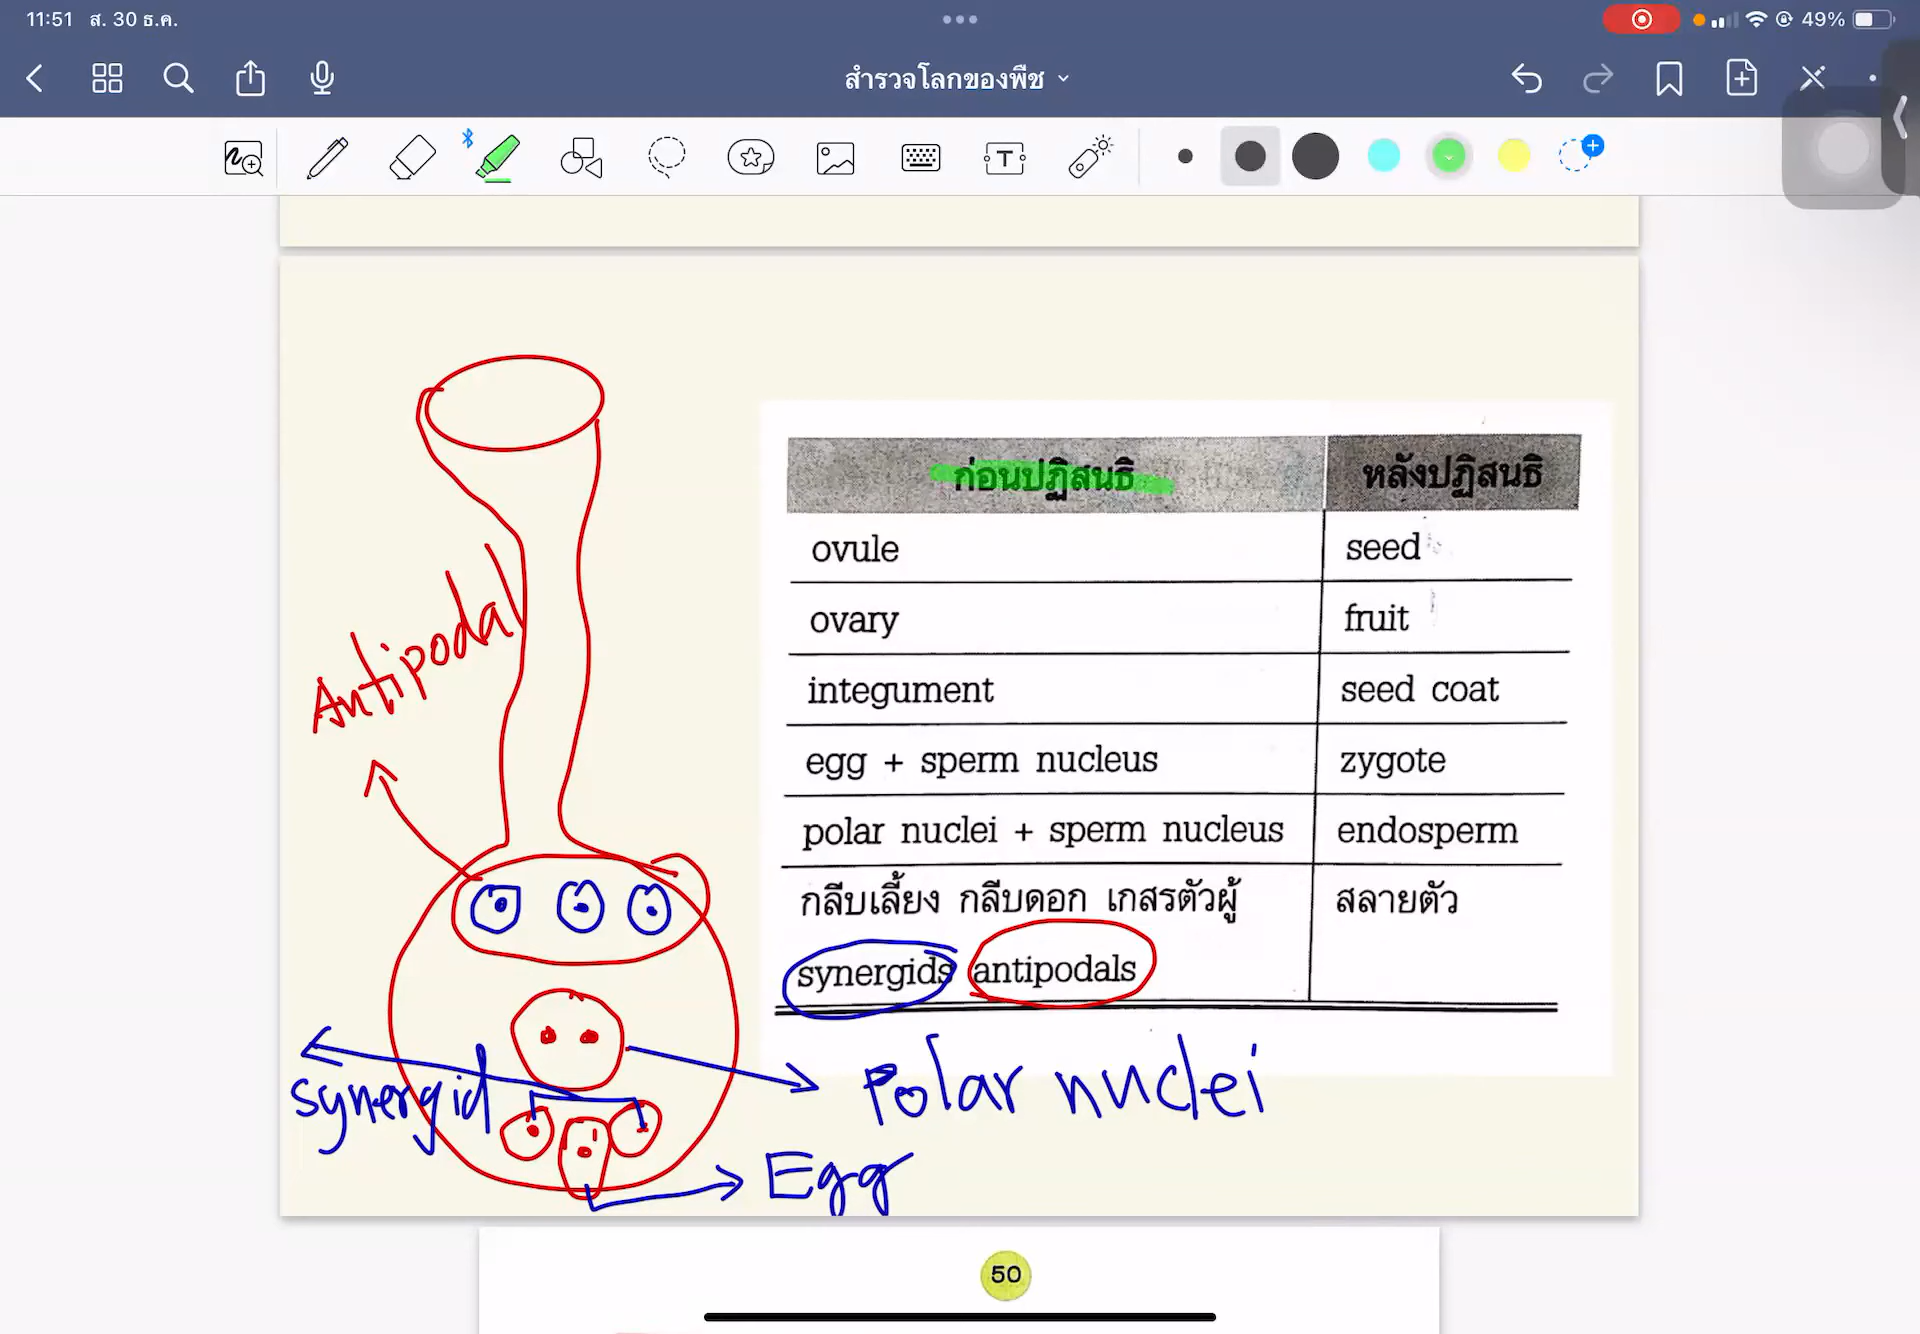 11:51 ส. 30 ธ.ค.
49%
สำรวจโลกของพืช
T
ก่อนปฏิสนธิ หลังปฏิสนธิ
ovule seed
ovary fruit
integument seed coat
egg + sperm nucleus zygote
polar nuclei + sperm nucleus endosperm
กลีบเลี้ยง กลีบดอก เกสรตัวผู้ สลายตัว
synergids antipodals
Antipodal
synergid
Polar nuclei
Egg
50